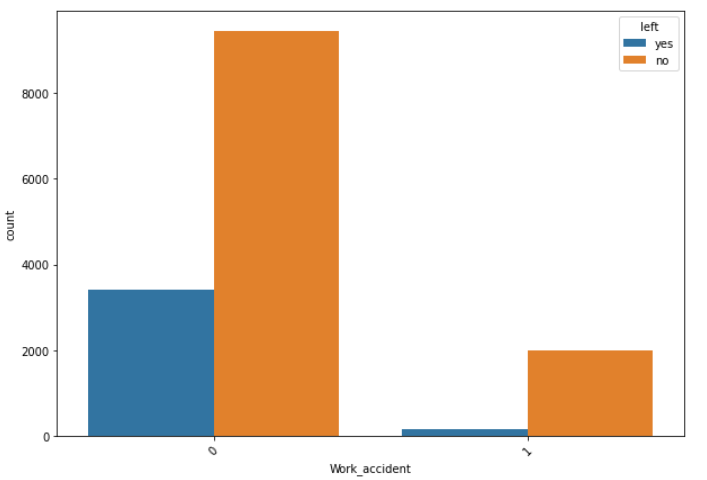 left
yes
no
8000
6000
4000
2000
0
count
0
1
Work_accident